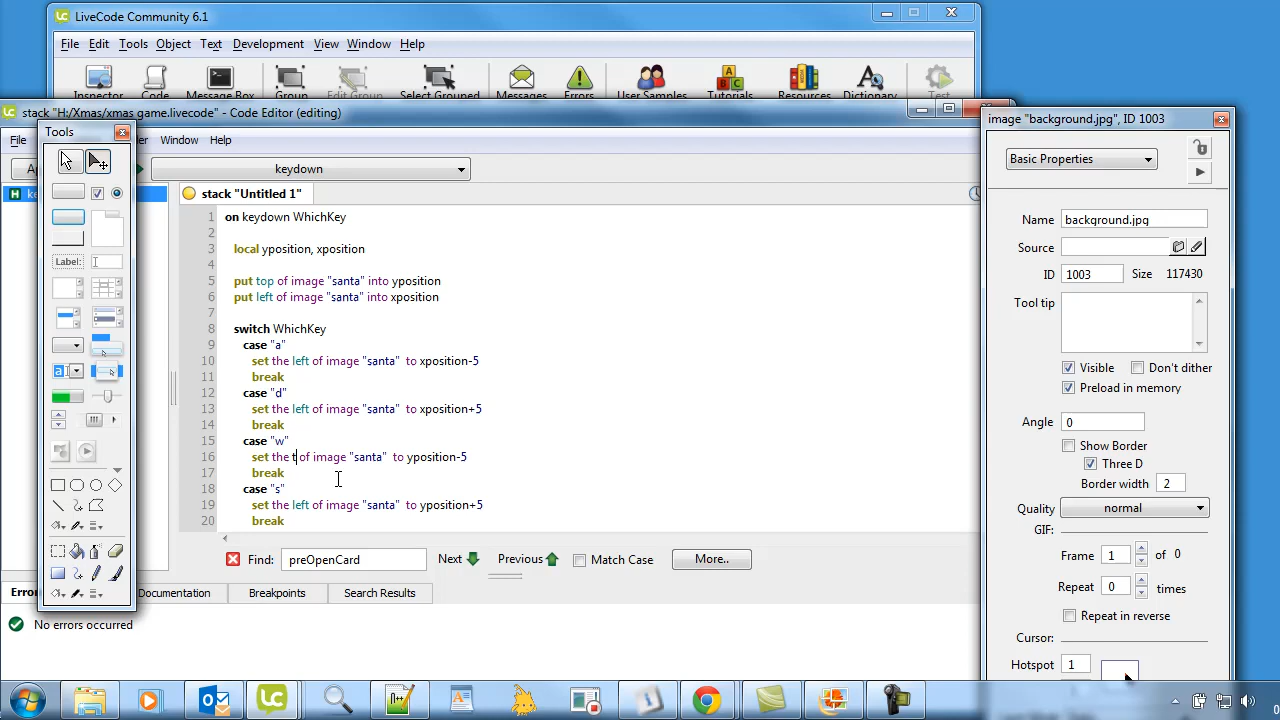 LiveCode Community 6.1
File Edit Tools Object Text Development View Window Help
Inspector Code Message Box Group Edit Group Select Grouped Messages Errors User Samples Tutorials Resources Dictionary Test
stack "H:/Xmas/xmas game.livecode" - Code Editor (editing)
File Window Help
keydown
stack "Untitled 1"
1 on keydown WhichKey
2
3 local yposition, xposition
4
5 put top of image "santa" into yposition
6 put left of image "santa" into xposition
7
8 switch WhichKey
9 case "a"
10 set the left of image "santa" to xposition-5
11 break
12 case "d"
13 set the left of image "santa" to xposition+5
14 break
15 case "w"
16 set the t of image "santa" to yposition-5
17 break
18 case "s"
19 set the left of image "santa" to yposition+5
20 break
Find: preOpenCard Next Previous Match Case More..
Documentation Breakpoints Search Results
No errors occurred
Tools
Label:
image "background.jpg", ID 1003
Basic Properties
Name background.jpg
Source
ID 1003 Size 117430
Tool tip
Visible Don't dither
Preload in memory
Angle 0
Show Border
Three D
Border width 2
Quality normal
GIF:
Frame 1 of 0
Repeat 0 times
Repeat in reverse
Cursor:
Hotspot 1